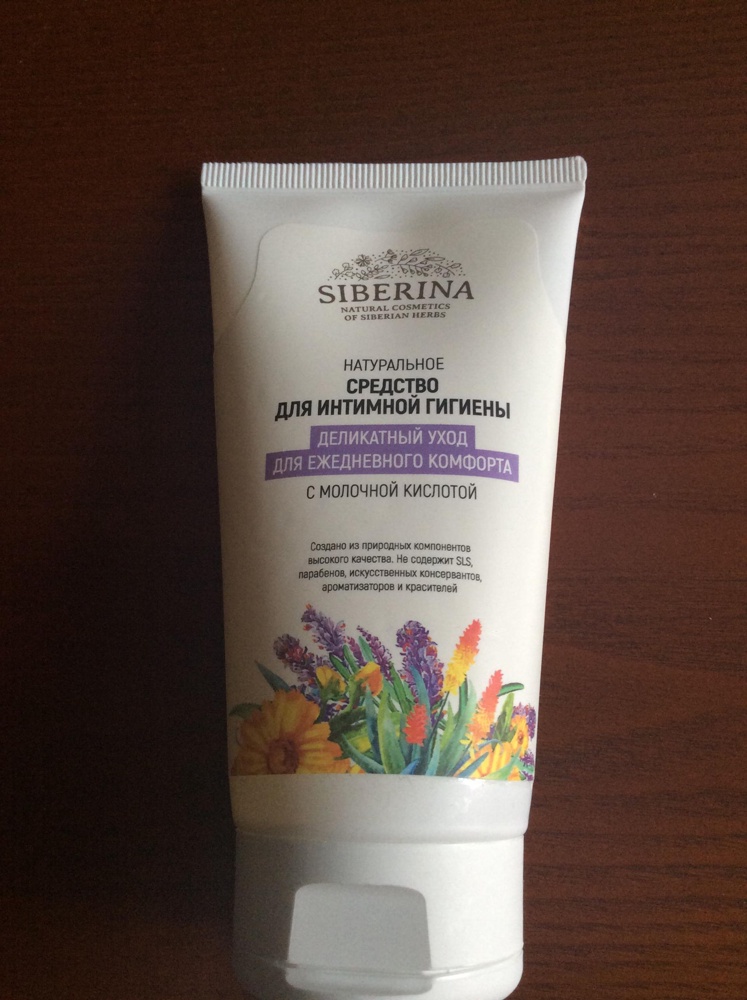 SIBERINA
NATURAL COSMETICS
OF SIBERIAN HERBS
НАТУРАЛЬНОЕ
СРЕДСТВО
ДЛЯ ИНТИМНОЙ ГИГИЕНЫ
ДЕЛИКАТНЫЙ УХОД
ДЛЯ ЕЖЕДНЕВНОГО КОМФОРТА
С МОЛОЧНОЙ КИСЛОТОЙ
Создано из природных компонентов
высокого качества. Не содержит SLS,
парабенов, искусственных консервантов,
ароматизаторов и красителей